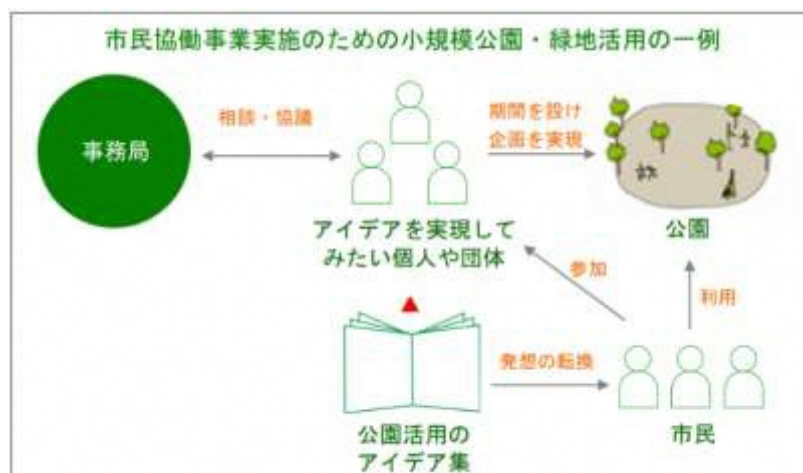 市民協働事業実施のための小規模公園・緑地活用の一例
事務局
相談・協議
期間を設け
企画を実現
アイデアを実現して
みたい個人や団体
公園
参加
利用
発想の転換
公園活用の
アイデア集
市民